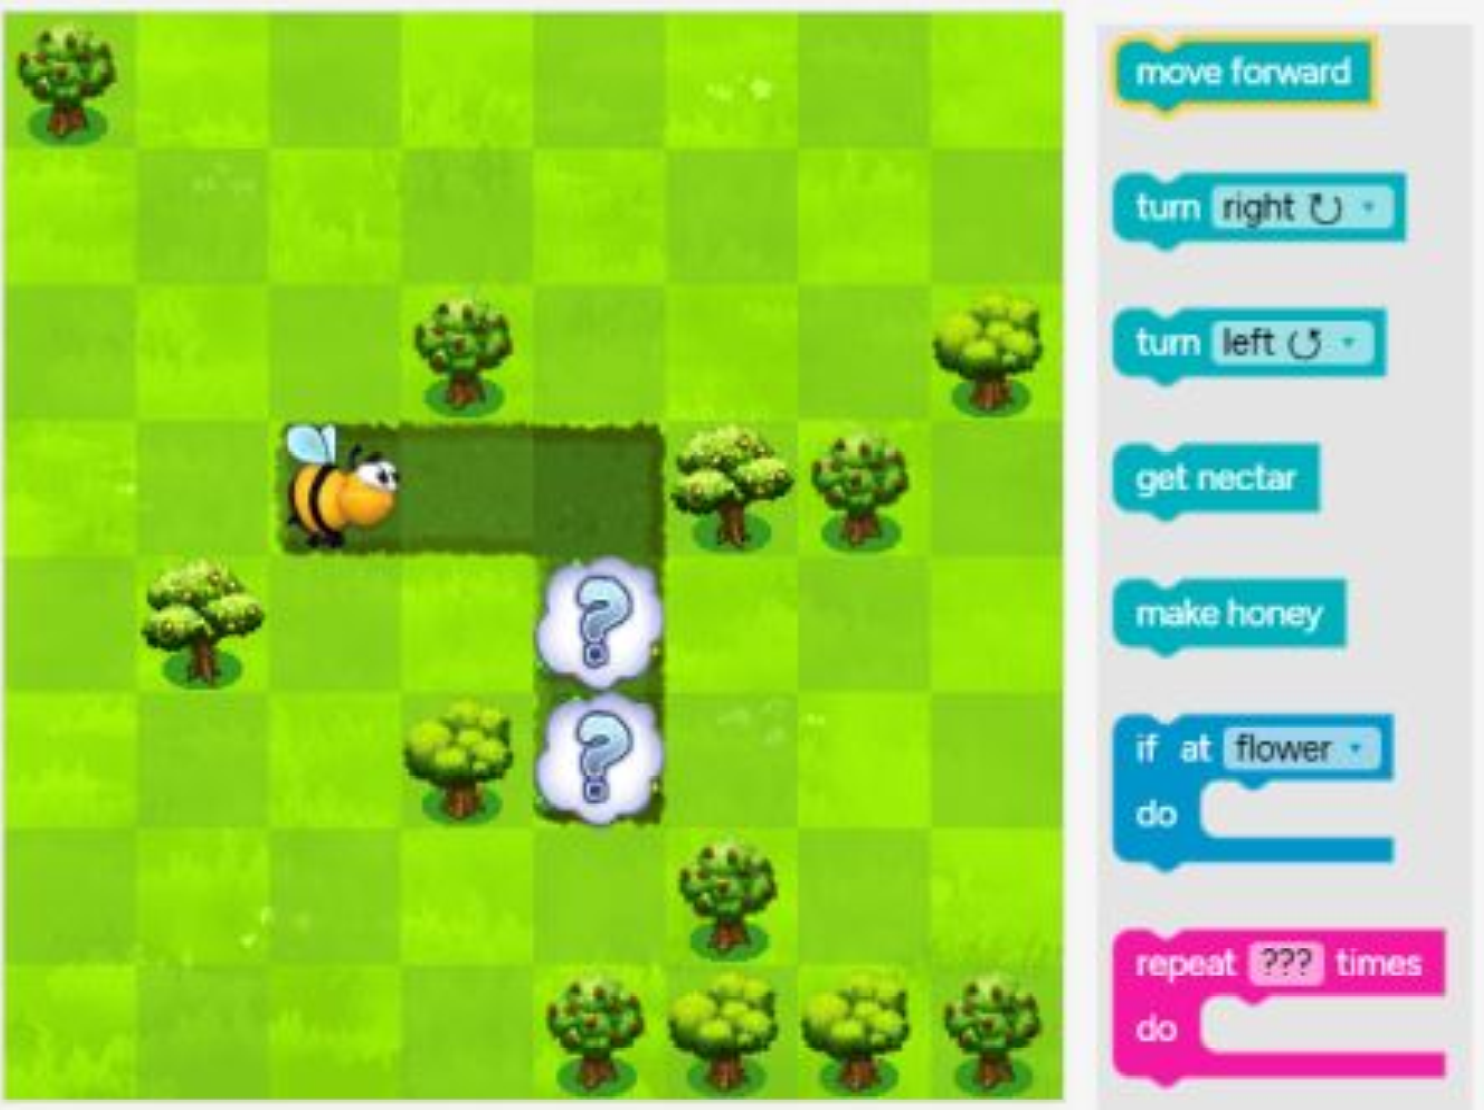 move forward
turn right ↻
turn left ↺
get nectar
make honey
if at flower
do
repeat ??? times
do
?
?